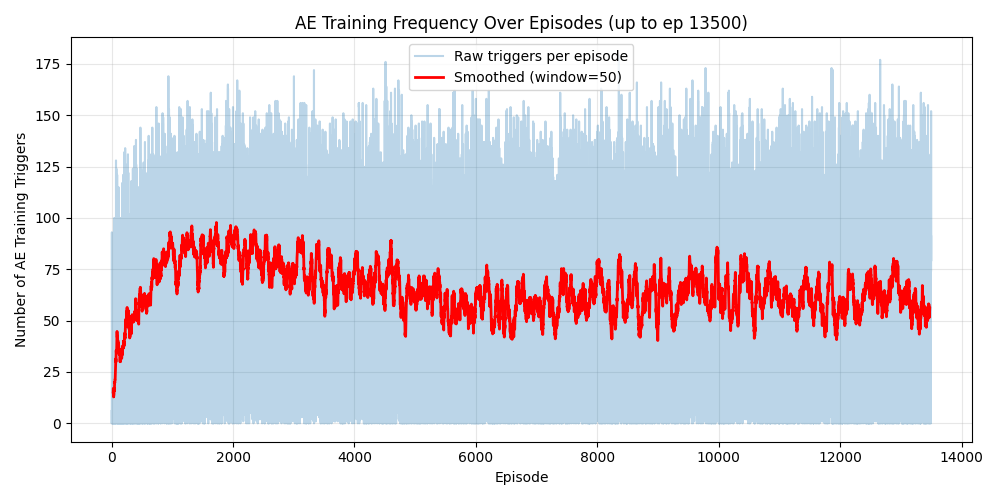 AE Training Frequency Over Episodes (up to ep 13500)
Raw triggers per episode
Smoothed (window=50)
Number of AE Training Triggers
175
150
125
100
75
50
25
0
0 2000 4000 6000 8000 10000 12000 14000
Episode